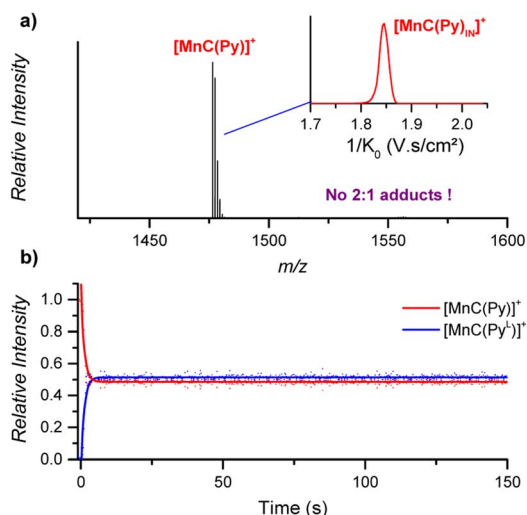 a)
[MnC(Py)]⁺
[MnC(Py)IN]⁺
Relative Intensity
1.7 1.8 1.9 2.0
1/K₀ (V.s/cm²)
No 2:1 adducts !
1450 1500 1550 1600
m/z
b)
[MnC(Py)]⁺
[MnC(Pyᴸ)]⁺
Relative Intensity
1.0
0.8
0.6
0.4
0.2
0.0
0 50 100 150
Time (s)